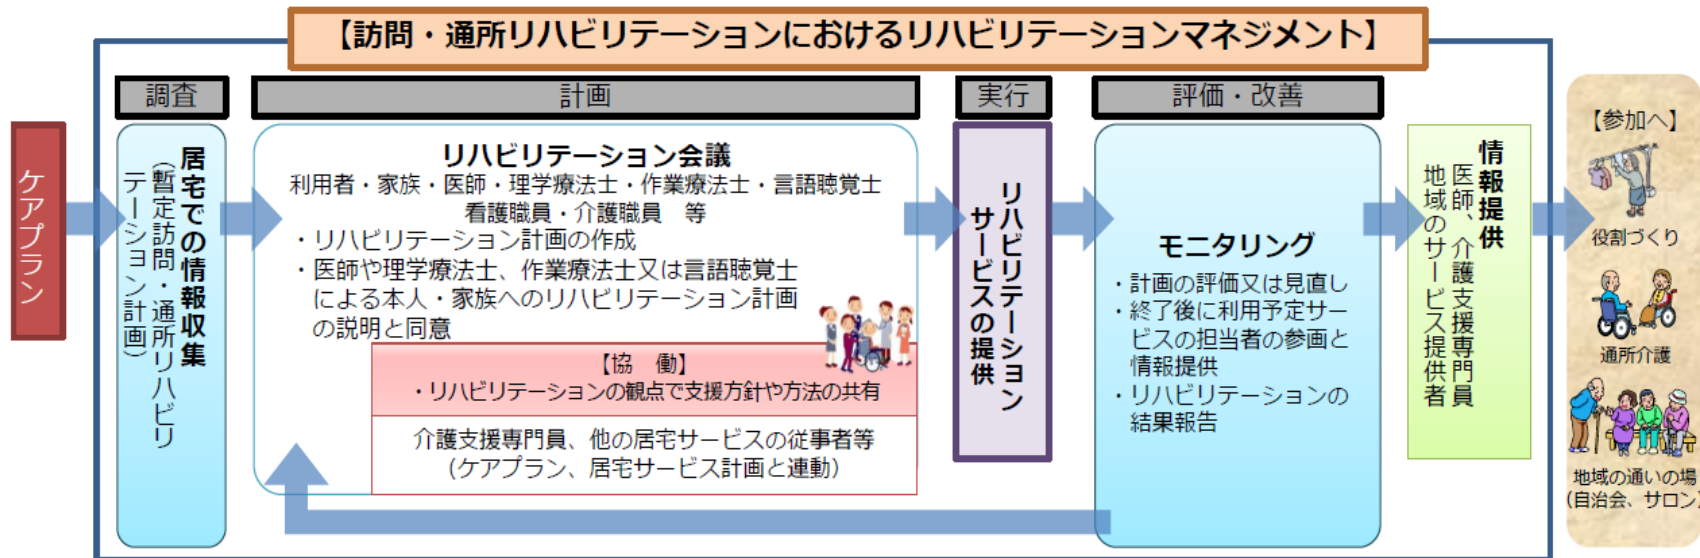 【訪問・通所リハビリテーションにおけるリハビリテーションマネジメント】
ケアプラン
調査
居宅での情報収集
（暫定訪問・通所リハビリ
テーション計画）
計画
リハビリテーション会議
利用者・家族・医師・理学療法士・作業療法士・言語聴覚士
看護職員・介護職員　等
・リハビリテーション計画の作成
・医師や理学療法士、作業療法士又は言語聴覚士
による本人・家族へのリハビリテーション計画
の説明と同意
【協　働】
・リハビリテーションの観点で支援方針や方法の共有
介護支援専門員、他の居宅サービスの従事者等
（ケアプラン、居宅サービス計画と連動）
実行
リハビリテーション
サービスの提供
評価・改善
モニタリング
・計画の評価又は見直し
・終了後に利用予定サー
ビスの担当者の参画と
情報提供
・リハビリテーションの
結果報告
情報提供
医師、介護支援専門員
地域のサービス提供者
【参加へ】
役割づくり
通所介護
地域の通いの場
（自治会、サロン）